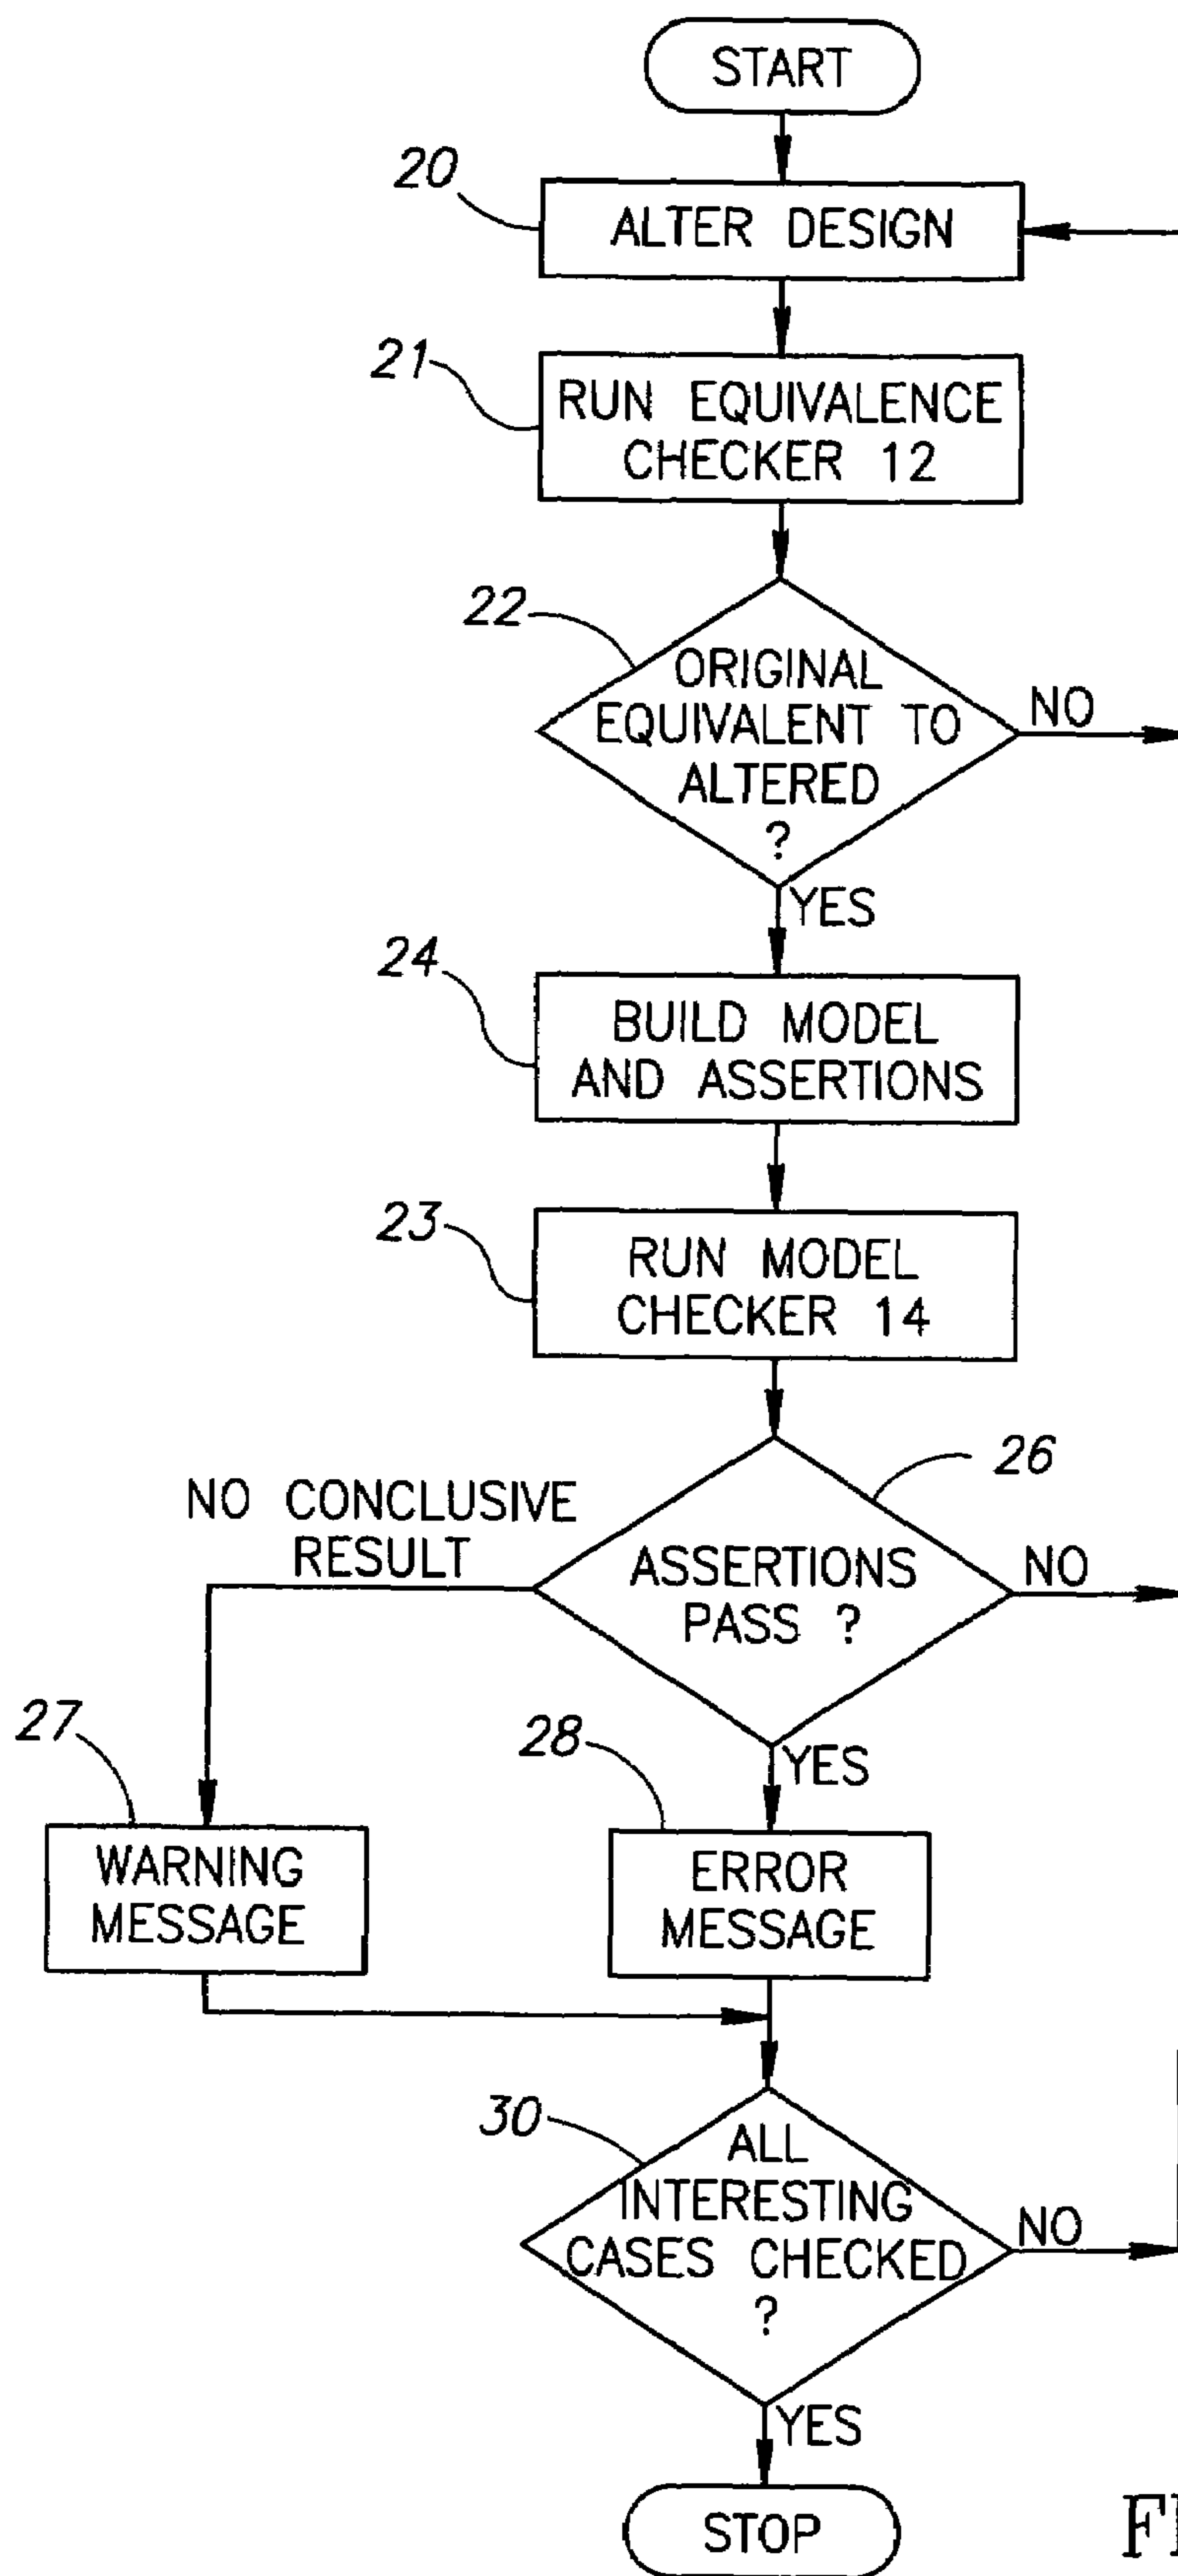 START
20
ALTER DESIGN
21
RUN EQUIVALENCE
CHECKER 12
22
ORIGINAL
EQUIVALENT TO
ALTERED
?
NO
YES
24
BUILD MODEL
AND ASSERTIONS
23
RUN MODEL
CHECKER 14
26
NO CONCLUSIVE
RESULT
ASSERTIONS
PASS ?
NO
YES
27
WARNING
MESSAGE
28
ERROR
MESSAGE
30
ALL
INTERESTING
CASES CHECKED
?
NO
YES
STOP